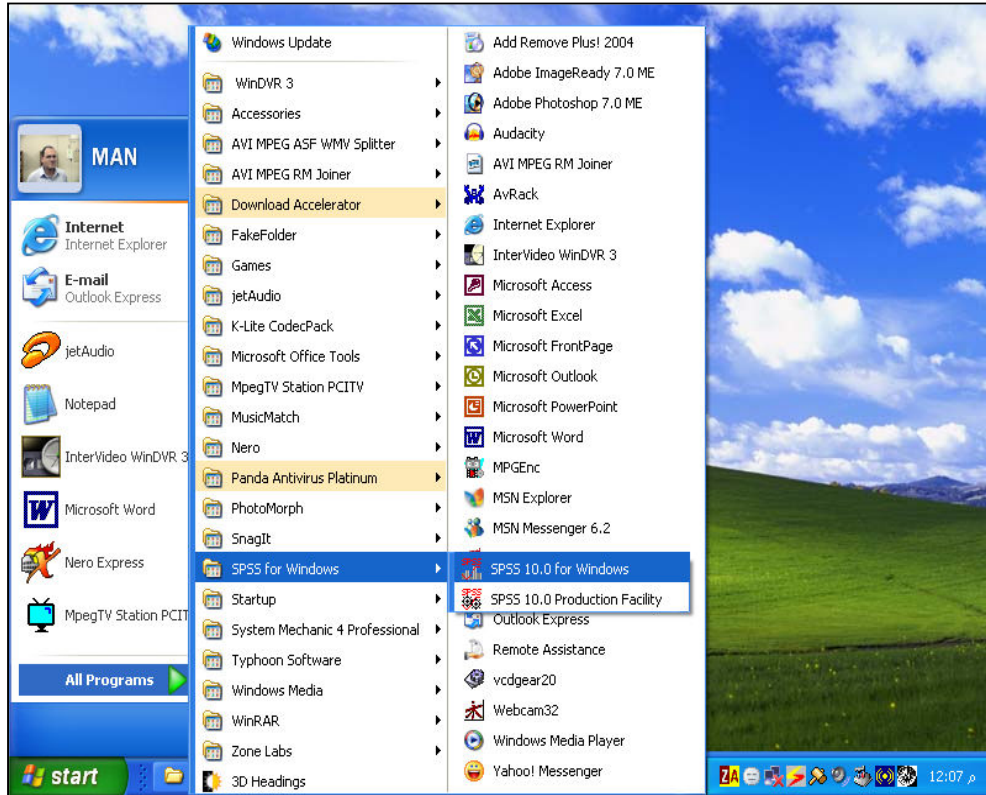 MAN
Internet
Internet Explorer
E-mail
Outlook Express
jetAudio
Notepad
InterVideo WinDVR 3
Microsoft Word
Nero Express
MpegTV Station PCIT
All Programs
start
Windows Update
WinDVR 3
Accessories
AVI MPEG ASF WMV Splitter
AVI MPEG RM Joiner
Download Accelerator
FakeFolder
Games
jetAudio
K-Lite CodecPack
Microsoft Office Tools
MpegTV Station PCITV
MusicMatch
Nero
Panda Antivirus Platinum
PhotoMorph
SnagIt
SPSS for Windows
Startup
System Mechanic 4 Professional
Typhoon Software
Windows Media
WinRAR
Zone Labs
3D Headings
Add Remove Plus! 2004
Adobe ImageReady 7.0 ME
Adobe Photoshop 7.0 ME
Audacity
AVI MPEG RM Joiner
AvRack
Internet Explorer
InterVideo WinDVR 3
Microsoft Access
Microsoft Excel
Microsoft FrontPage
Microsoft Outlook
Microsoft PowerPoint
Microsoft Word
MPGEnc
MSN Explorer
MSN Messenger 6.2
SPSS 10.0 for Windows
SPSS 10.0 Production Facility
Outlook Express
Remote Assistance
vcdgear20
Webcam32
Windows Media Player
Yahoo! Messenger
ZA
12:07 م